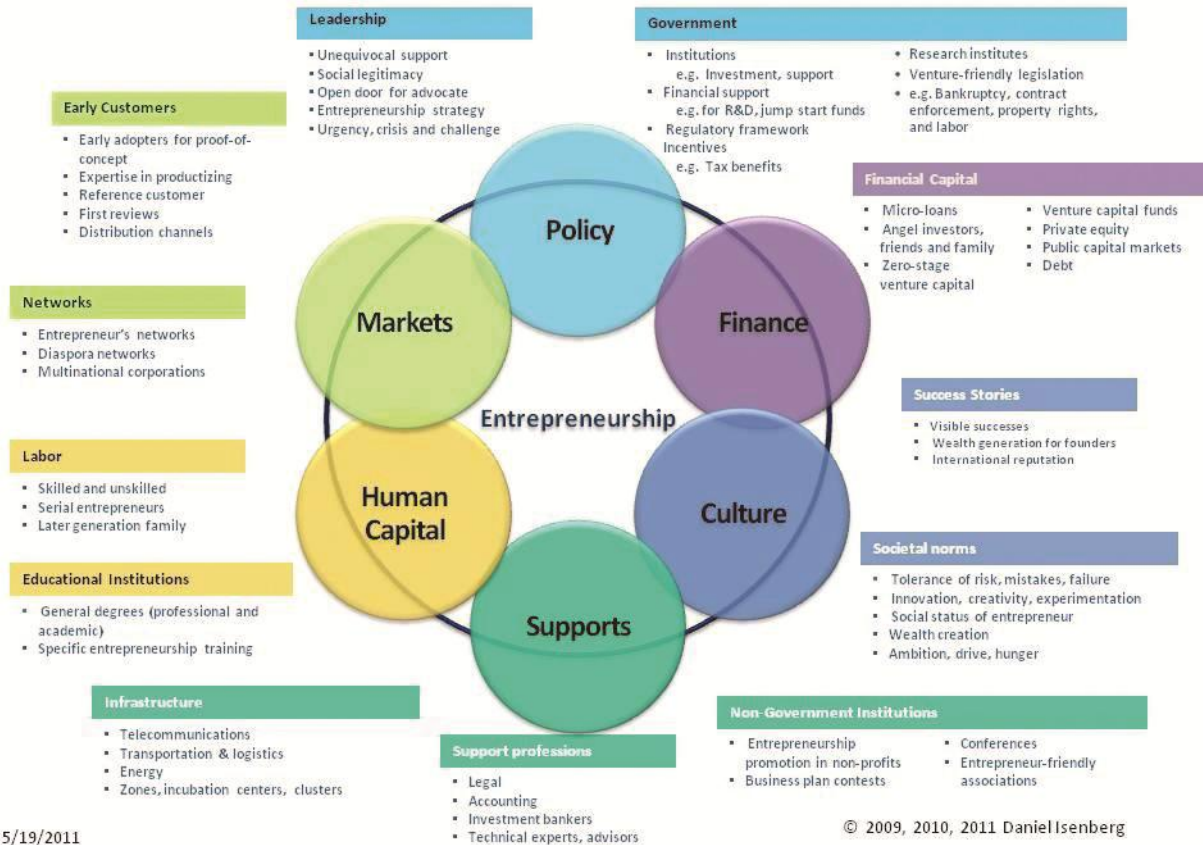 Leadership
▪ Unequivocal support
▪ Social legitimacy
▪ Open door for advocate
▪ Entrepreneurship strategy
▪ Urgency, crisis and challenge
Government
▪ Institutions
e.g. Investment, support
▪ Financial support
e.g. for R&D, jump start funds
▪ Regulatory framework
Incentives
e.g. Tax benefits
• Research institutes
• Venture-friendly legislation
• e.g. Bankruptcy, contract
enforcement, property rights,
and labor
Early Customers
▪ Early adopters for proof-of-
concept
▪ Expertise in productizing
▪ Reference customer
▪ First reviews
▪ Distribution channels
Financial Capital
▪ Micro-loans
▪ Angel investors,
friends and family
▪ Zero-stage
venture capital
▪ Venture capital funds
▪ Private equity
▪ Public capital markets
▪ Debt
Networks
▪ Entrepreneur's networks
▪ Diaspora networks
▪ Multinational corporations
Policy
Markets
Finance
Entrepreneurship
Human
Capital
Culture
Supports
Success Stories
▪ Visible successes
▪ Wealth generation for founders
▪ International reputation
Labor
▪ Skilled and unskilled
▪ Serial entrepreneurs
▪ Later generation family
Societal norms
▪ Tolerance of risk, mistakes, failure
▪ Innovation, creativity, experimentation
▪ Social status of entrepreneur
▪ Wealth creation
▪ Ambition, drive, hunger
Educational Institutions
▪ General degrees (professional and
academic)
▪ Specific entrepreneurship training
Infrastructure
▪ Telecommunications
▪ Transportation & logistics
▪ Energy
▪ Zones, incubation centers, clusters
Support professions
▪ Legal
▪ Accounting
▪ Investment bankers
▪ Technical experts, advisors
Non-Government Institutions
▪ Entrepreneurship
promotion in non-profits
▪ Business plan contests
▪ Conferences
▪ Entrepreneur-friendly
associations
5/19/2011
© 2009, 2010, 2011 Daniel Isenberg